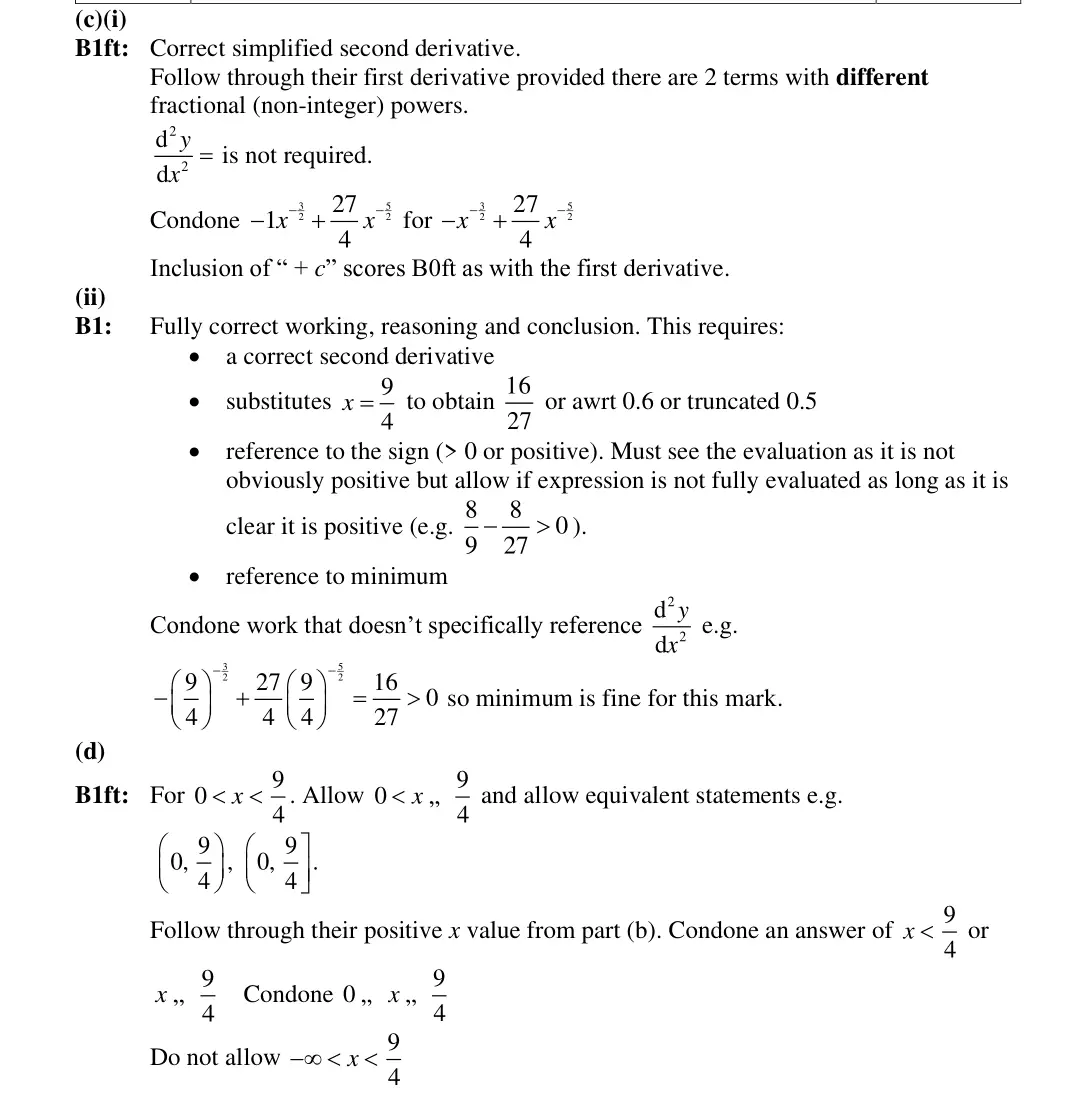 (c)(i)
B1ft: Correct simplified second derivative.
Follow through their first derivative provided there are 2 terms with different
fractional (non-integer) powers.
d²y/dx² = is not required.
Condone −1x^(−3/2) + 27/4 x^(−5/2) for −x^(−3/2) + 27/4 x^(−5/2)
Inclusion of “ + c” scores B0ft as with the first derivative.
(ii)
B1: Fully correct working, reasoning and conclusion. This requires:
• a correct second derivative
• substitutes x = 9/4 to obtain 16/27 or awrt 0.6 or truncated 0.5
• reference to the sign (> 0 or positive). Must see the evaluation as it is not
obviously positive but allow if expression is not fully evaluated as long as it is
clear it is positive (e.g. 8/9 − 8/27 > 0 ).
• reference to minimum
Condone work that doesn’t specifically reference d²y/dx² e.g.
−(9/4)^(−3/2) + 27/4 (9/4)^(−5/2) = 16/27 > 0 so minimum is fine for this mark.
(d)
B1ft: For 0 < x < 9/4. Allow 0 < x „ 9/4 and allow equivalent statements e.g.
(0, 9/4), (0, 9/4].
Follow through their positive x value from part (b). Condone an answer of x < 9/4 or
x „ 9/4 Condone 0 „ x „ 9/4
Do not allow −∞ < x < 9/4